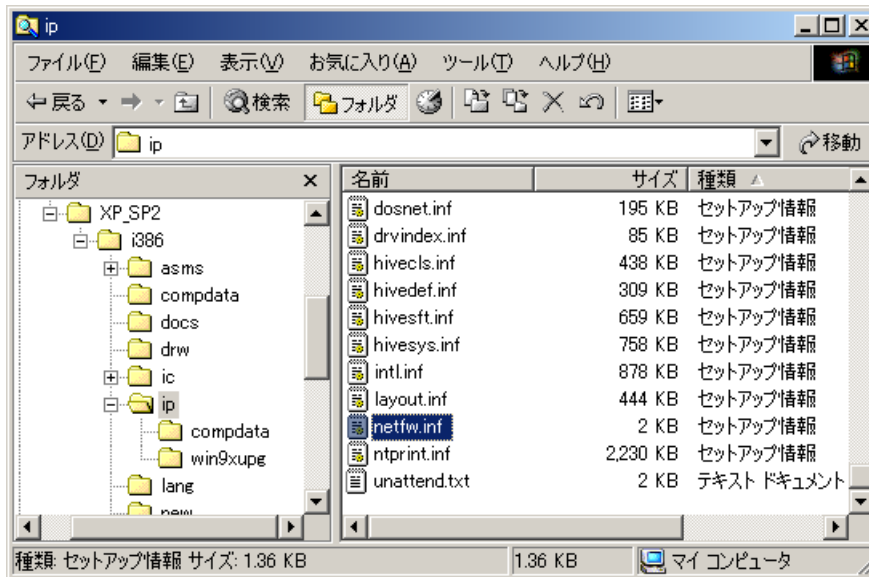 ip
ファイル(F) 編集(E) 表示(V) お気に入り(A) ツール(T) ヘルプ(H)
戻る 検索 フォルダ
アドレス(D) ip 移動
フォルダ
XP_SP2
i386
asms
compdata
docs
drw
ic
ip
compdata
win9xupg
lang
new
名前 サイズ 種類
dosnet.inf 195 KB セットアップ情報
drvindex.inf 85 KB セットアップ情報
hivecls.inf 438 KB セットアップ情報
hivedef.inf 309 KB セットアップ情報
hivesft.inf 659 KB セットアップ情報
hivesys.inf 758 KB セットアップ情報
intl.inf 878 KB セットアップ情報
layout.inf 444 KB セットアップ情報
netfw.inf 2 KB セットアップ情報
ntprint.inf 2,230 KB セットアップ情報
unattend.txt 2 KB テキスト ドキュメント
種類: セットアップ情報 サイズ: 1.36 KB 1.36 KB マイ コンピュータ